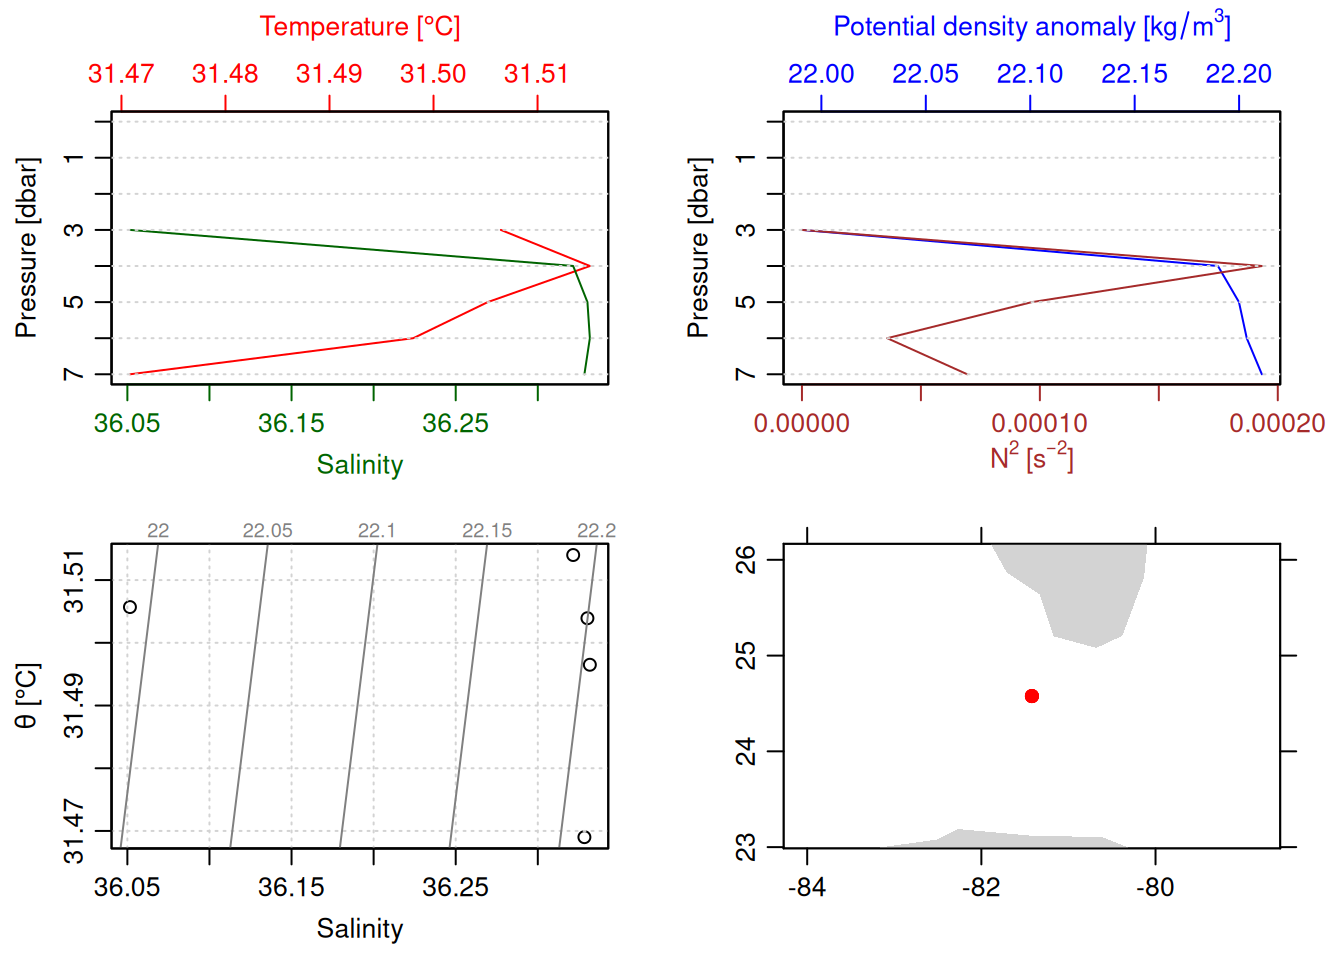 Temperature [°C]
31.47 31.48 31.49 31.50 31.51
Pressure [dbar]
1
3
5
7
36.05 36.15 36.25
Salinity
Potential density anomaly [kg/m³]
22.00 22.05 22.10 22.15 22.20
Pressure [dbar]
1
3
5
7
0.00000 0.00010 0.00020
N² [s⁻²]
22 22.05 22.1 22.15 22.2
θ [°C]
31.51
31.49
31.47
36.05 36.15 36.25
Salinity
26
25
24
23
-84 -82 -80